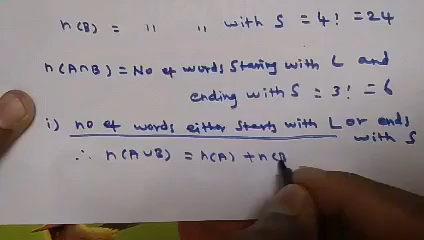 n(B) = " " with S = 4! = 24
n(A∩B) = No of words Staring with L and
ending with S = 3! = 6
i) no of words either Starts with L or ends
with S
∴ n(A∪B) = n(A) + n(B